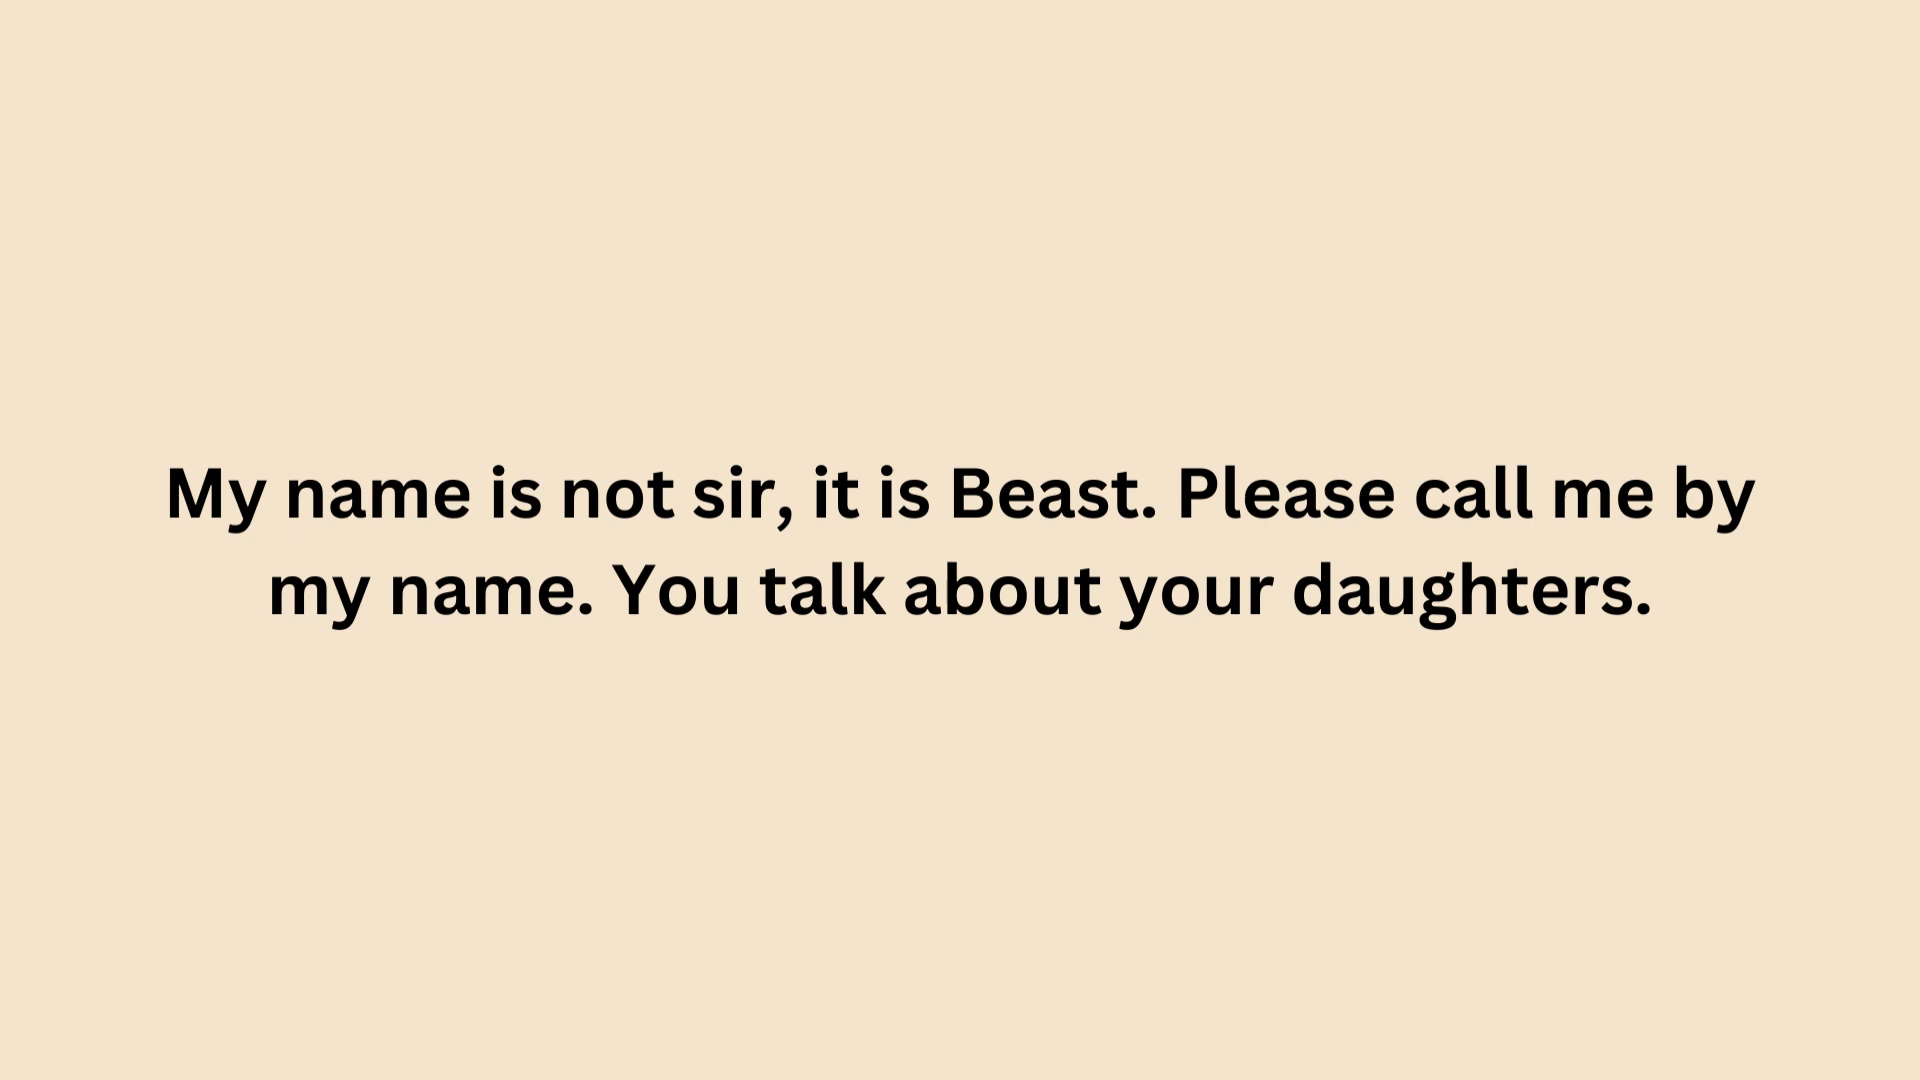 My name is not sir, it is Beast. Please call me by
my name. You talk about your daughters.